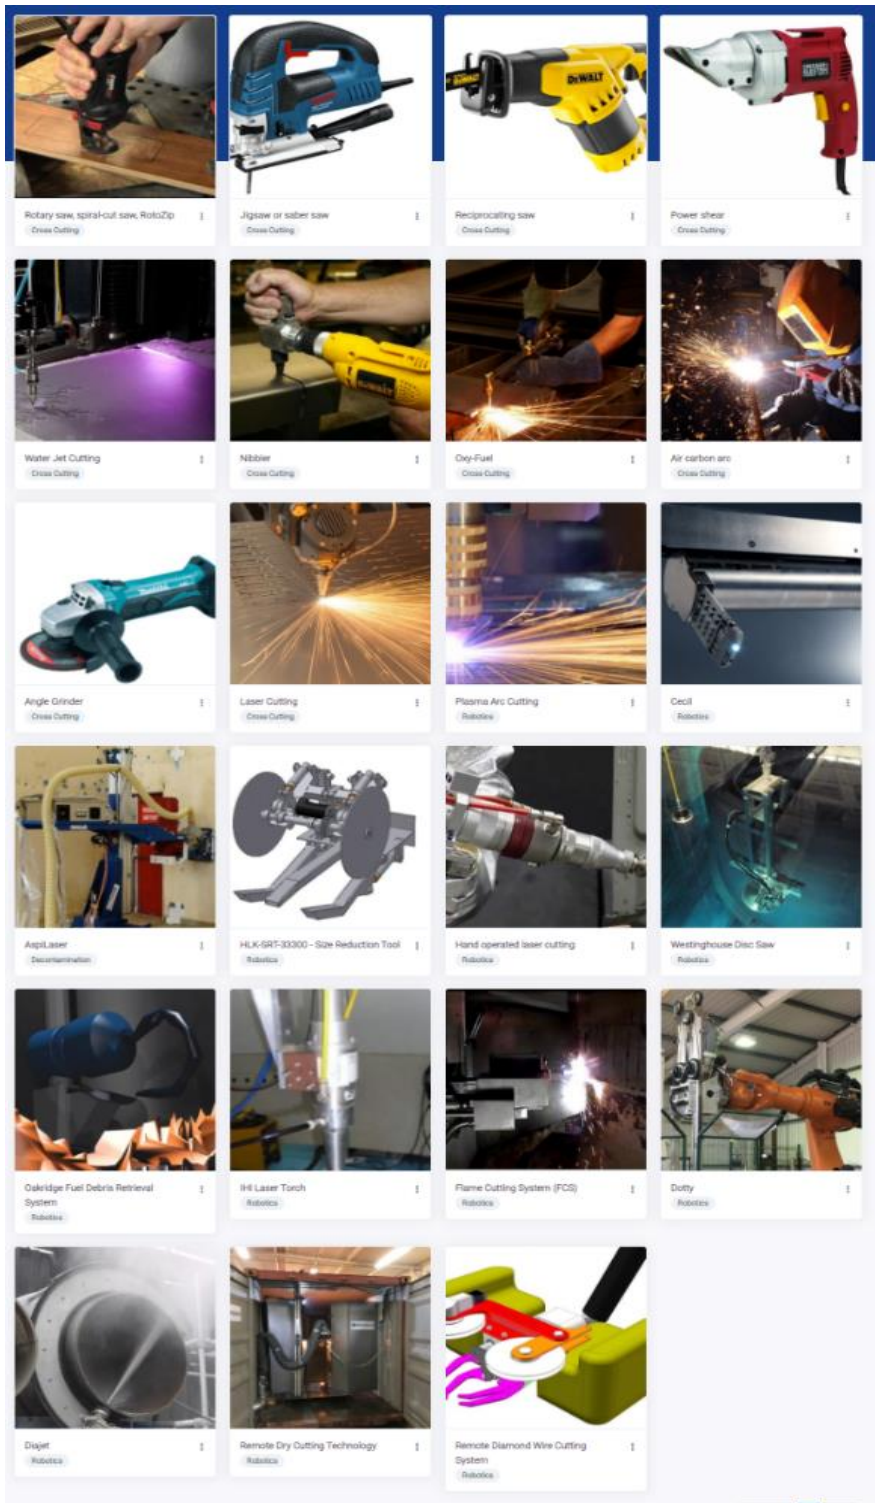 DEWALT
Rotary saw, spiral-cut saw, RotoZip
Cross Cutting
Jigsaw or saber saw
Cross Cutting
Reciprocating saw
Cross Cutting
Power shear
Cross Cutting
DEWALT
Water Jet Cutting
Cross Cutting
Nibbler
Cross Cutting
Oxy-Fuel
Cross Cutting
Air carbon arc
Cross Cutting
Angle Grinder
Cross Cutting
Laser Cutting
Cross Cutting
Plasma Arc Cutting
Robotics
Cecil
Robotics
AspiLaser
Decontamination
HLK-SRT-33300 - Size Reduction Tool
Robotics
Hand operated laser cutting
Robotics
Westinghouse Disc Saw
Robotics
Oakridge Fuel Debris Retrieval
System
Robotics
IHI Laser Torch
Robotics
Flame Cutting System (FCS)
Robotics
Dotty
Robotics
Diajet
Robotics
Remote Dry Cutting Technology
Robotics
Remote Diamond Wire Cutting
System
Robotics